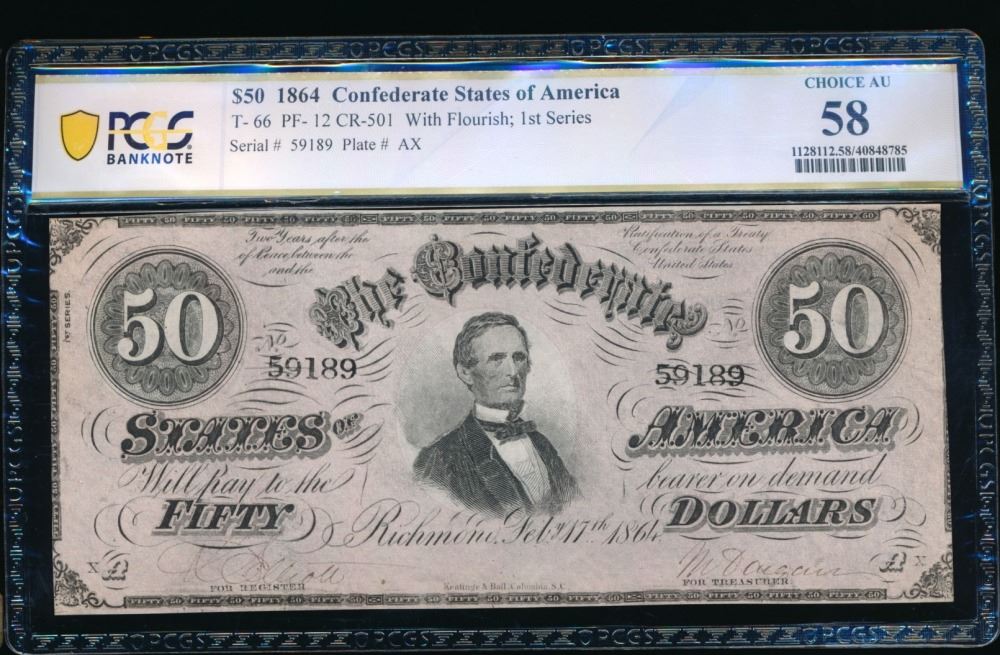 $50 1864 Confederate States of America
T- 66 PF- 12 CR-501 With Flourish; 1st Series
Serial # 59189 Plate # AX
PCGS
BANKNOTE
CHOICE AU
58
1128112.58/40848785
Two Years after the
of Peace between the
and the
Ratification of a Treaty
Confederate States
United States
1st SERIES.
The Confederate
50
50
No
59189
No
59189
STATES OF
AMERICA
Will pay to the
bearer on demand
FIFTY
DOLLARS
Richmond, Feby 17th 1864.
X A
FOR REGISTER
Keatinge & Ball, Columbia, S.C.
FOR TREASURER
A X